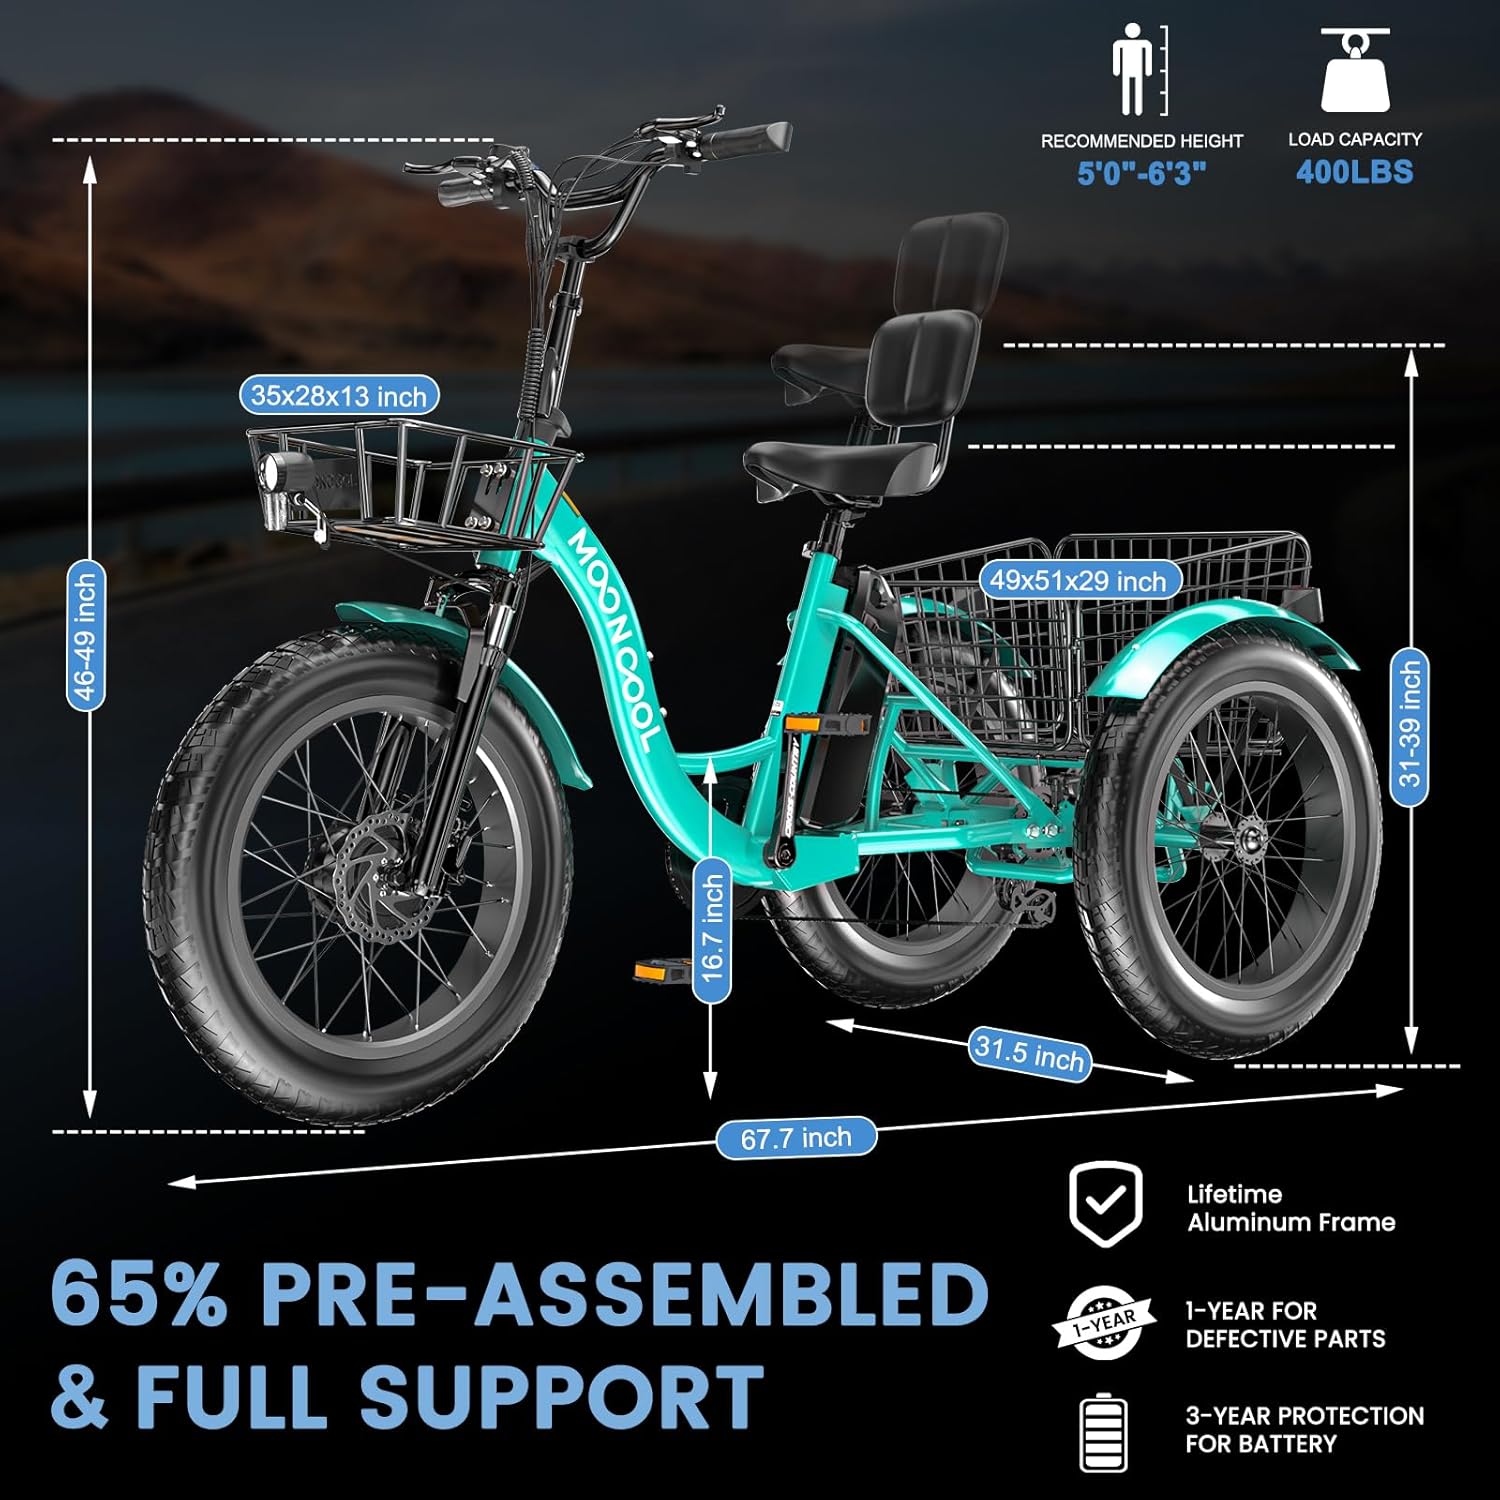 RECOMMENDED HEIGHT
5'0"-6'3"
LOAD CAPACITY
400LBS
35x28x13 inch
MOONCOOL
49x51x29 inch
46-49 inch
31-39 inch
CROSS COUNTRY
16.7 inch
31.5 inch
67.7 inch
65% PRE-ASSEMBLED
& FULL SUPPORT
Lifetime
Aluminum Frame
1-YEAR
1-YEAR FOR
DEFECTIVE PARTS
3-YEAR PROTECTION
FOR BATTERY